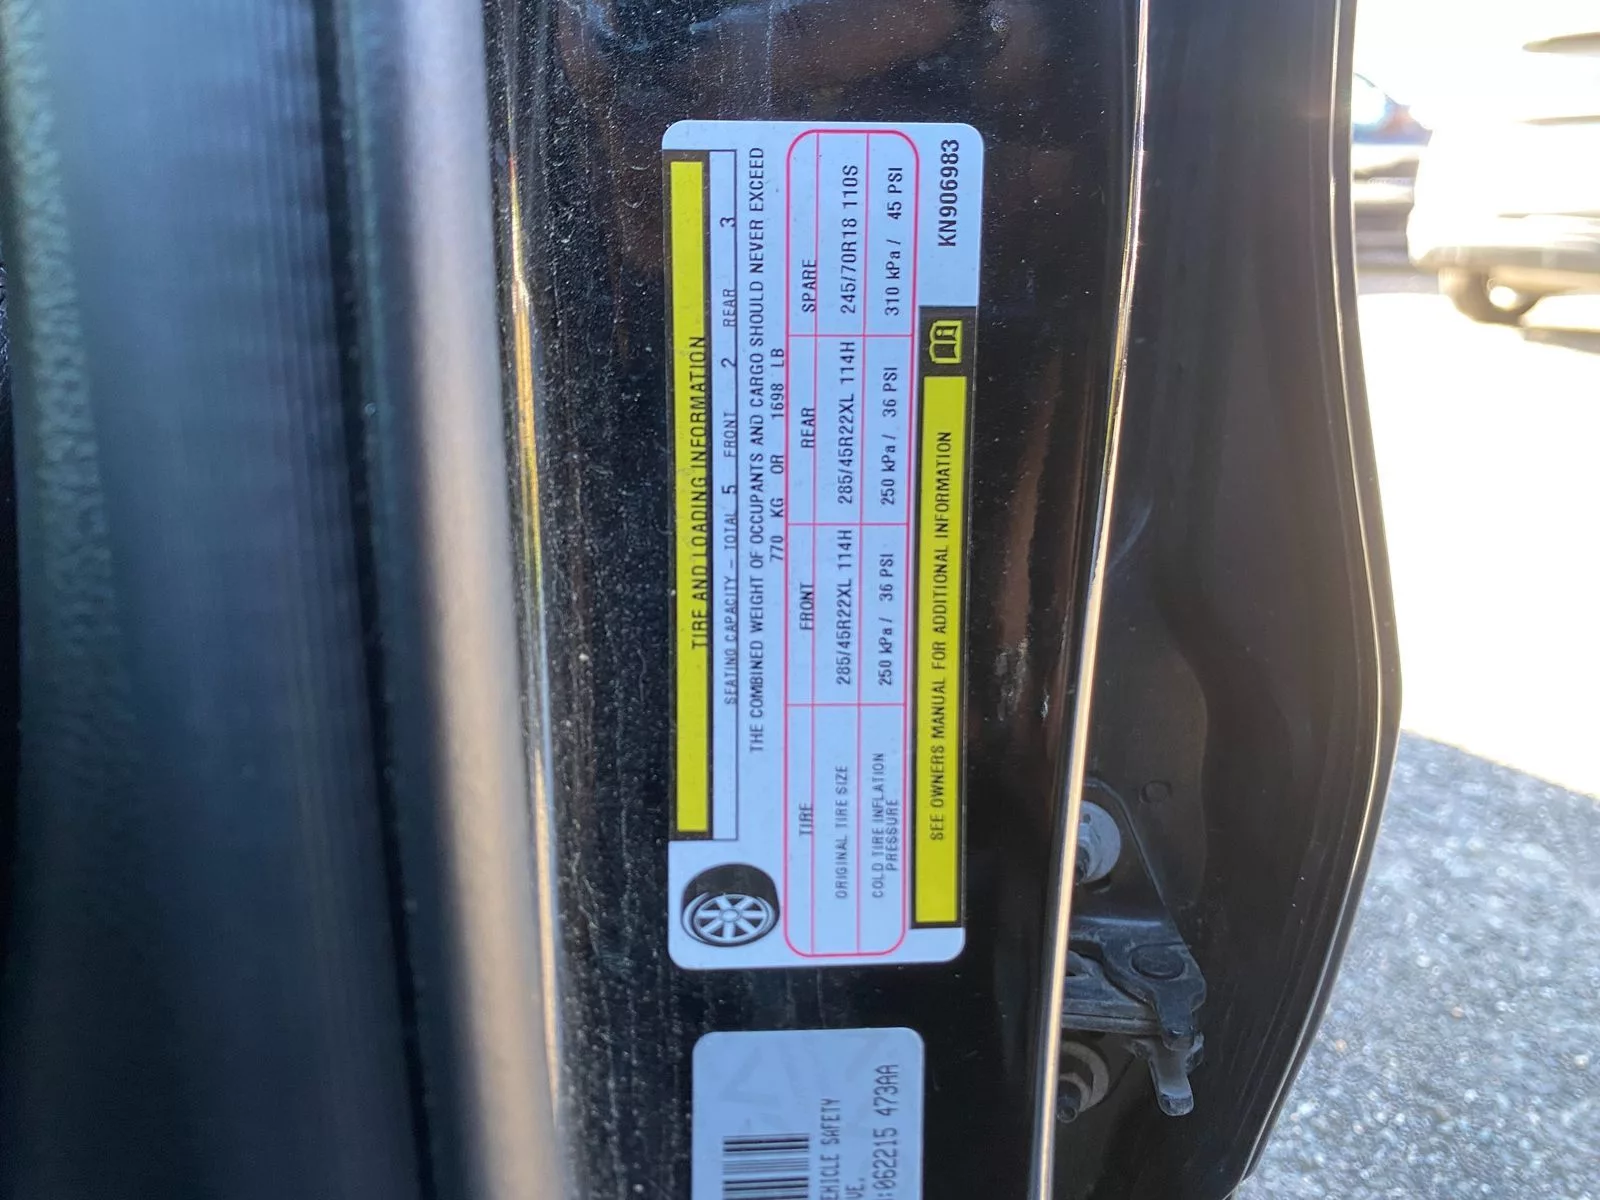 TIRE AND LOADING INFORMATION
SEATING CAPACITY – TOTAL 5 FRONT 2 REAR 3
THE COMBINED WEIGHT OF OCCUPANTS AND CARGO SHOULD NEVER EXCEED
770 KG OR 1698 LB
TIRE FRONT REAR SPARE
ORIGINAL TIRE SIZE 285/45R22XL 114H 285/45R22XL 114H 245/70R18 110S
COLD TIRE INFLATION
PRESSURE 250 kPa / 36 PSI 250 kPa / 36 PSI 310 kPa / 45 PSI
SEE OWNERS MANUAL FOR ADDITIONAL INFORMATION
KN906983
SAFETY
:062215 473AA